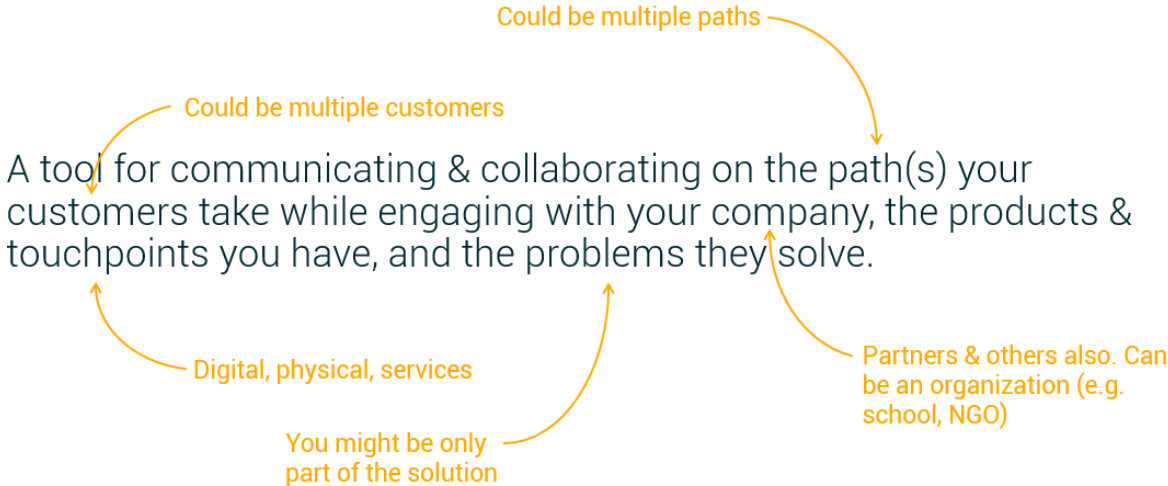 Could be multiple paths
Could be multiple customers
A tool for communicating & collaborating on the path(s) your
customers take while engaging with your company, the products &
touchpoints you have, and the problems they solve.
Digital, physical, services
Partners & others also. Can
be an organization (e.g.
school, NGO)
You might be only
part of the solution